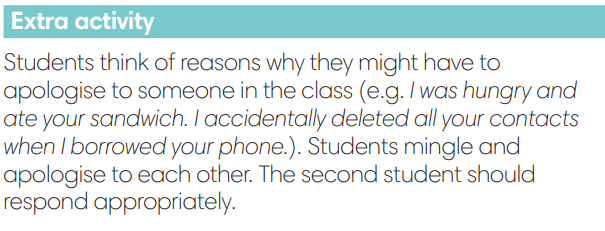 Extra activity
Students think of reasons why they might have to
apologise to someone in the class (e.g. I was hungry and
ate your sandwich. I accidentally deleted all your contacts
when I borrowed your phone.). Students mingle and
apologise to each other. The second student should
respond appropriately.